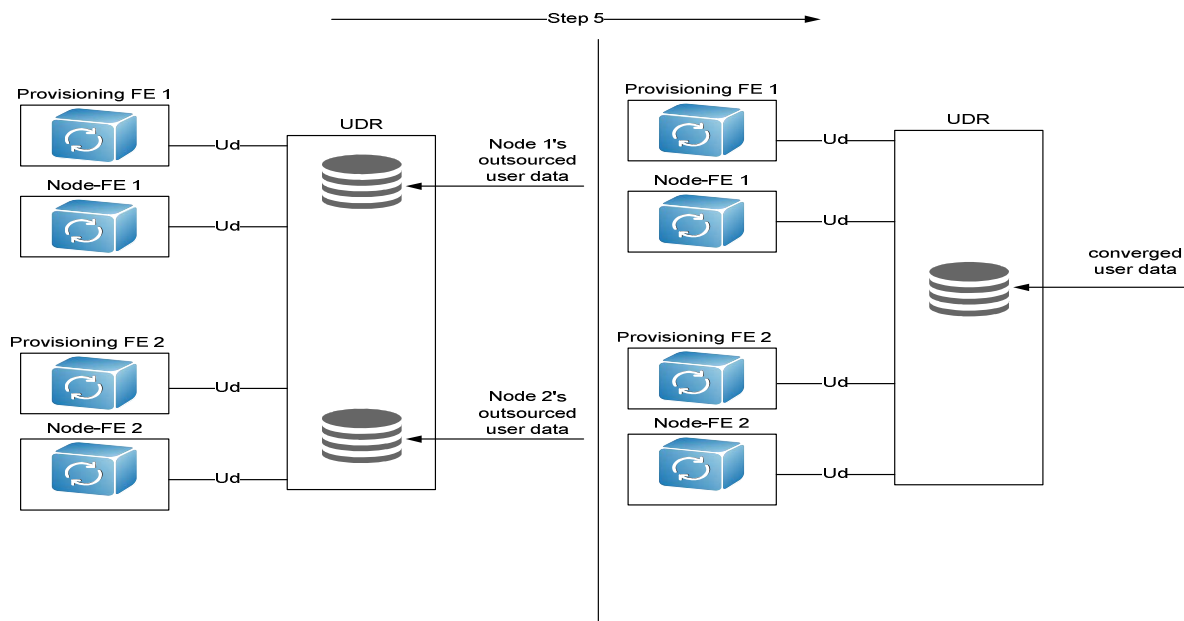 Step 5
Provisioning FE 1
Ud
Node-FE 1
Ud
UDR
Node 1's
outsourced
user data
Provisioning FE 2
Ud
Node-FE 2
Ud
Node 2's
outsourced
user data
Provisioning FE 1
Ud
Node-FE 1
Ud
UDR
converged
user data
Provisioning FE 2
Ud
Node-FE 2
Ud